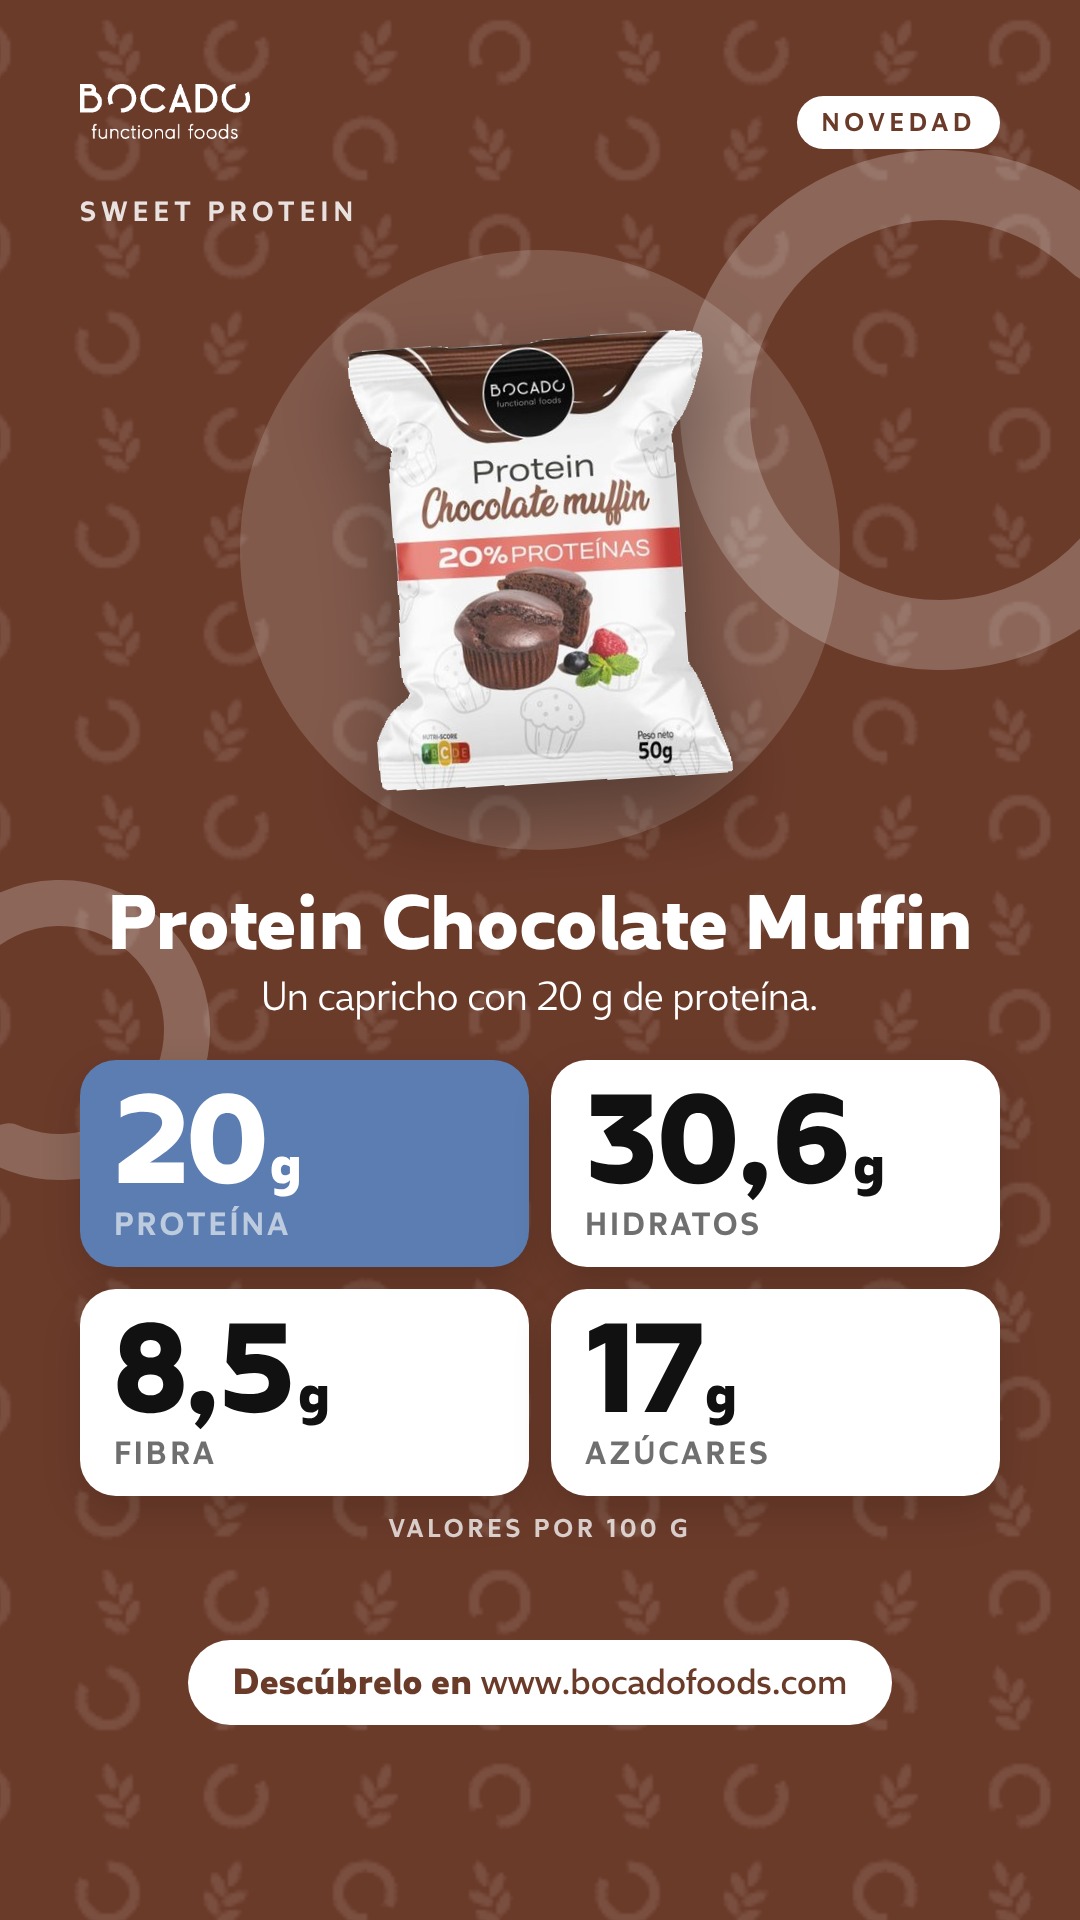 BOCADO
functional foods
NOVEDAD
SWEET PROTEIN
BOCADO
functional foods
Protein
Chocolate muffin
20% PROTEÍNAS
NUTRI-SCORE
A B C D E
Peso neto
50g
Protein Chocolate Muffin
Un capricho con 20 g de proteína.
20g
PROTEÍNA
30,6g
HIDRATOS
8,5g
FIBRA
17g
AZÚCARES
VALORES POR 100 G
Descúbrelo en www.bocadofoods.com